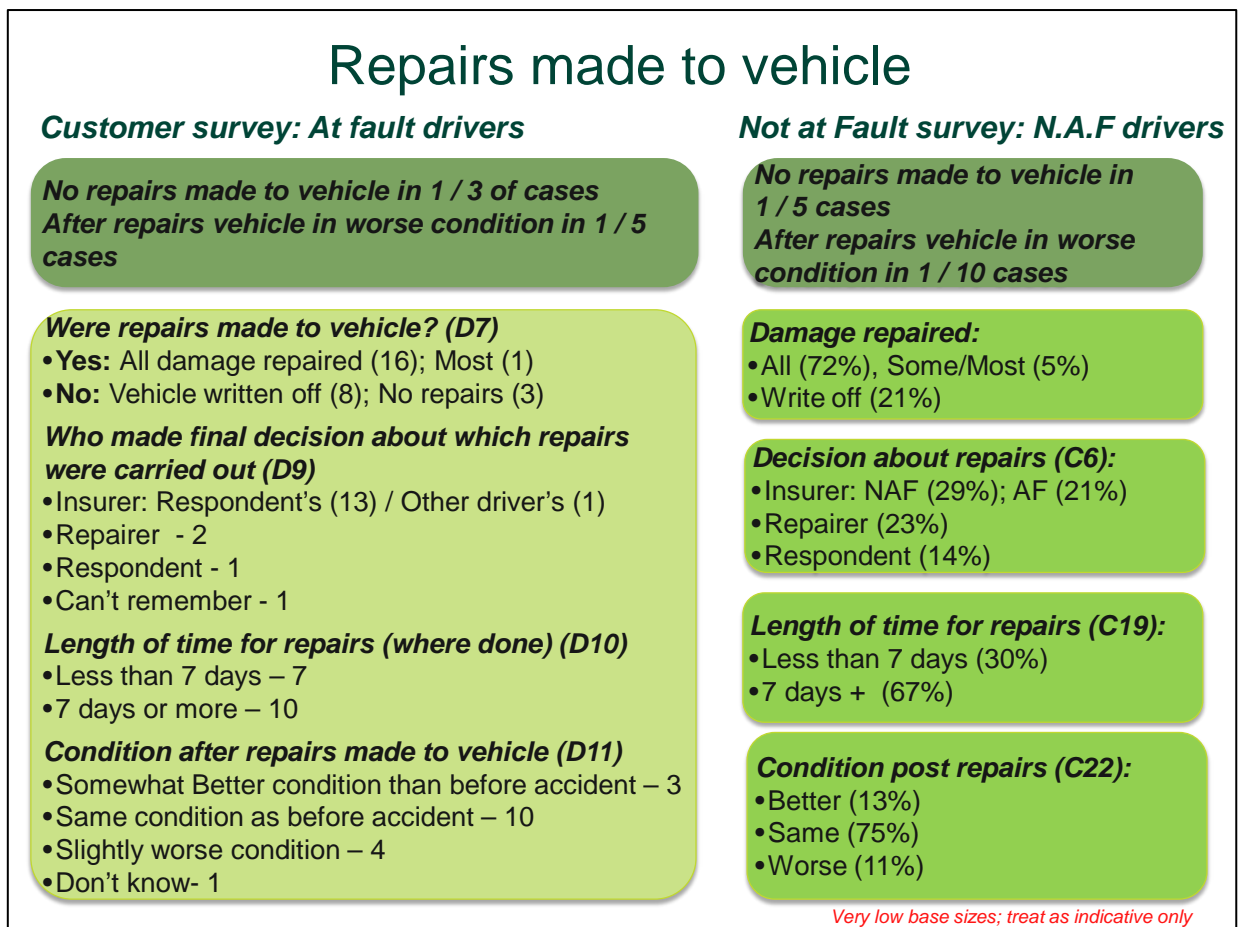 Repairs made to vehicle
Customer survey: At fault drivers
No repairs made to vehicle in 1 / 3 of cases
After repairs vehicle in worse condition in 1 / 5
cases
Were repairs made to vehicle? (D7)
•Yes: All damage repaired (16); Most (1)
•No: Vehicle written off (8); No repairs (3)
Who made final decision about which repairs
were carried out (D9)
•Insurer: Respondent’s (13) / Other driver’s (1)
•Repairer - 2
•Respondent - 1
•Can’t remember - 1
Length of time for repairs (where done) (D10)
•Less than 7 days – 7
•7 days or more – 10
Condition after repairs made to vehicle (D11)
•Somewhat Better condition than before accident – 3
•Same condition as before accident – 10
•Slightly worse condition – 4
•Don’t know- 1
Not at Fault survey: N.A.F drivers
No repairs made to vehicle in
1 / 5 cases
After repairs vehicle in worse
condition in 1 / 10 cases
Damage repaired:
•All (72%), Some/Most (5%)
•Write off (21%)
Decision about repairs (C6):
•Insurer: NAF (29%); AF (21%)
•Repairer (23%)
•Respondent (14%)
Length of time for repairs (C19):
•Less than 7 days (30%)
•7 days + (67%)
Condition post repairs (C22):
•Better (13%)
•Same (75%)
•Worse (11%)
Very low base sizes; treat as indicative only